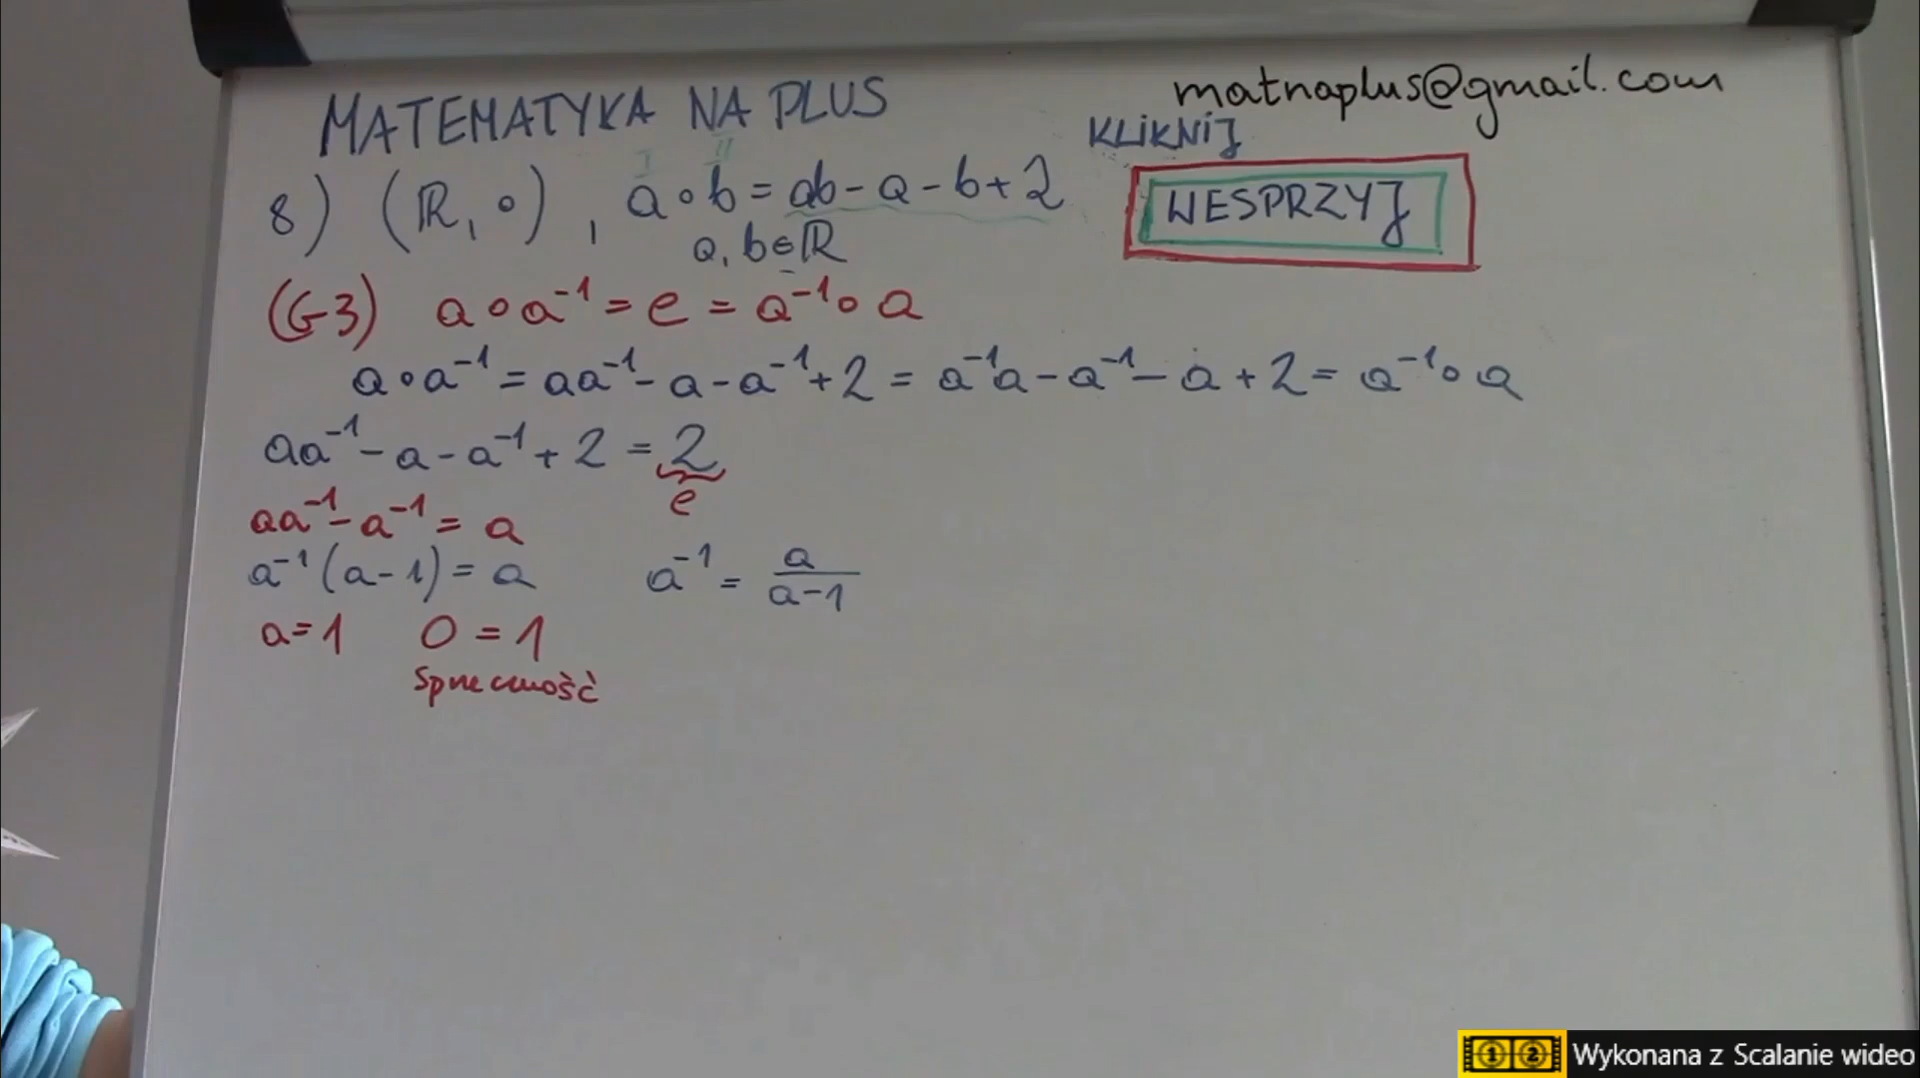 MATEMATYKA NA PLUS
matnaplus@gmail.com
KLIKNIJ
WESPRZYJ
I II
8) (ℝ, ∘), a∘b = ab - a - b + 2
a, b ∈ ℝ
(G3) a∘a⁻¹ = e = a⁻¹∘a
a∘a⁻¹ = aa⁻¹ - a - a⁻¹ + 2 = a⁻¹a - a⁻¹ - a + 2 = a⁻¹∘a
aa⁻¹ - a - a⁻¹ + 2 = 2
e
aa⁻¹ - a⁻¹ = a
a⁻¹(a-1) = a a⁻¹ = a/(a-1)
a=1 0 = 1
Sprzeczność
Wykonana z Scalanie wideo